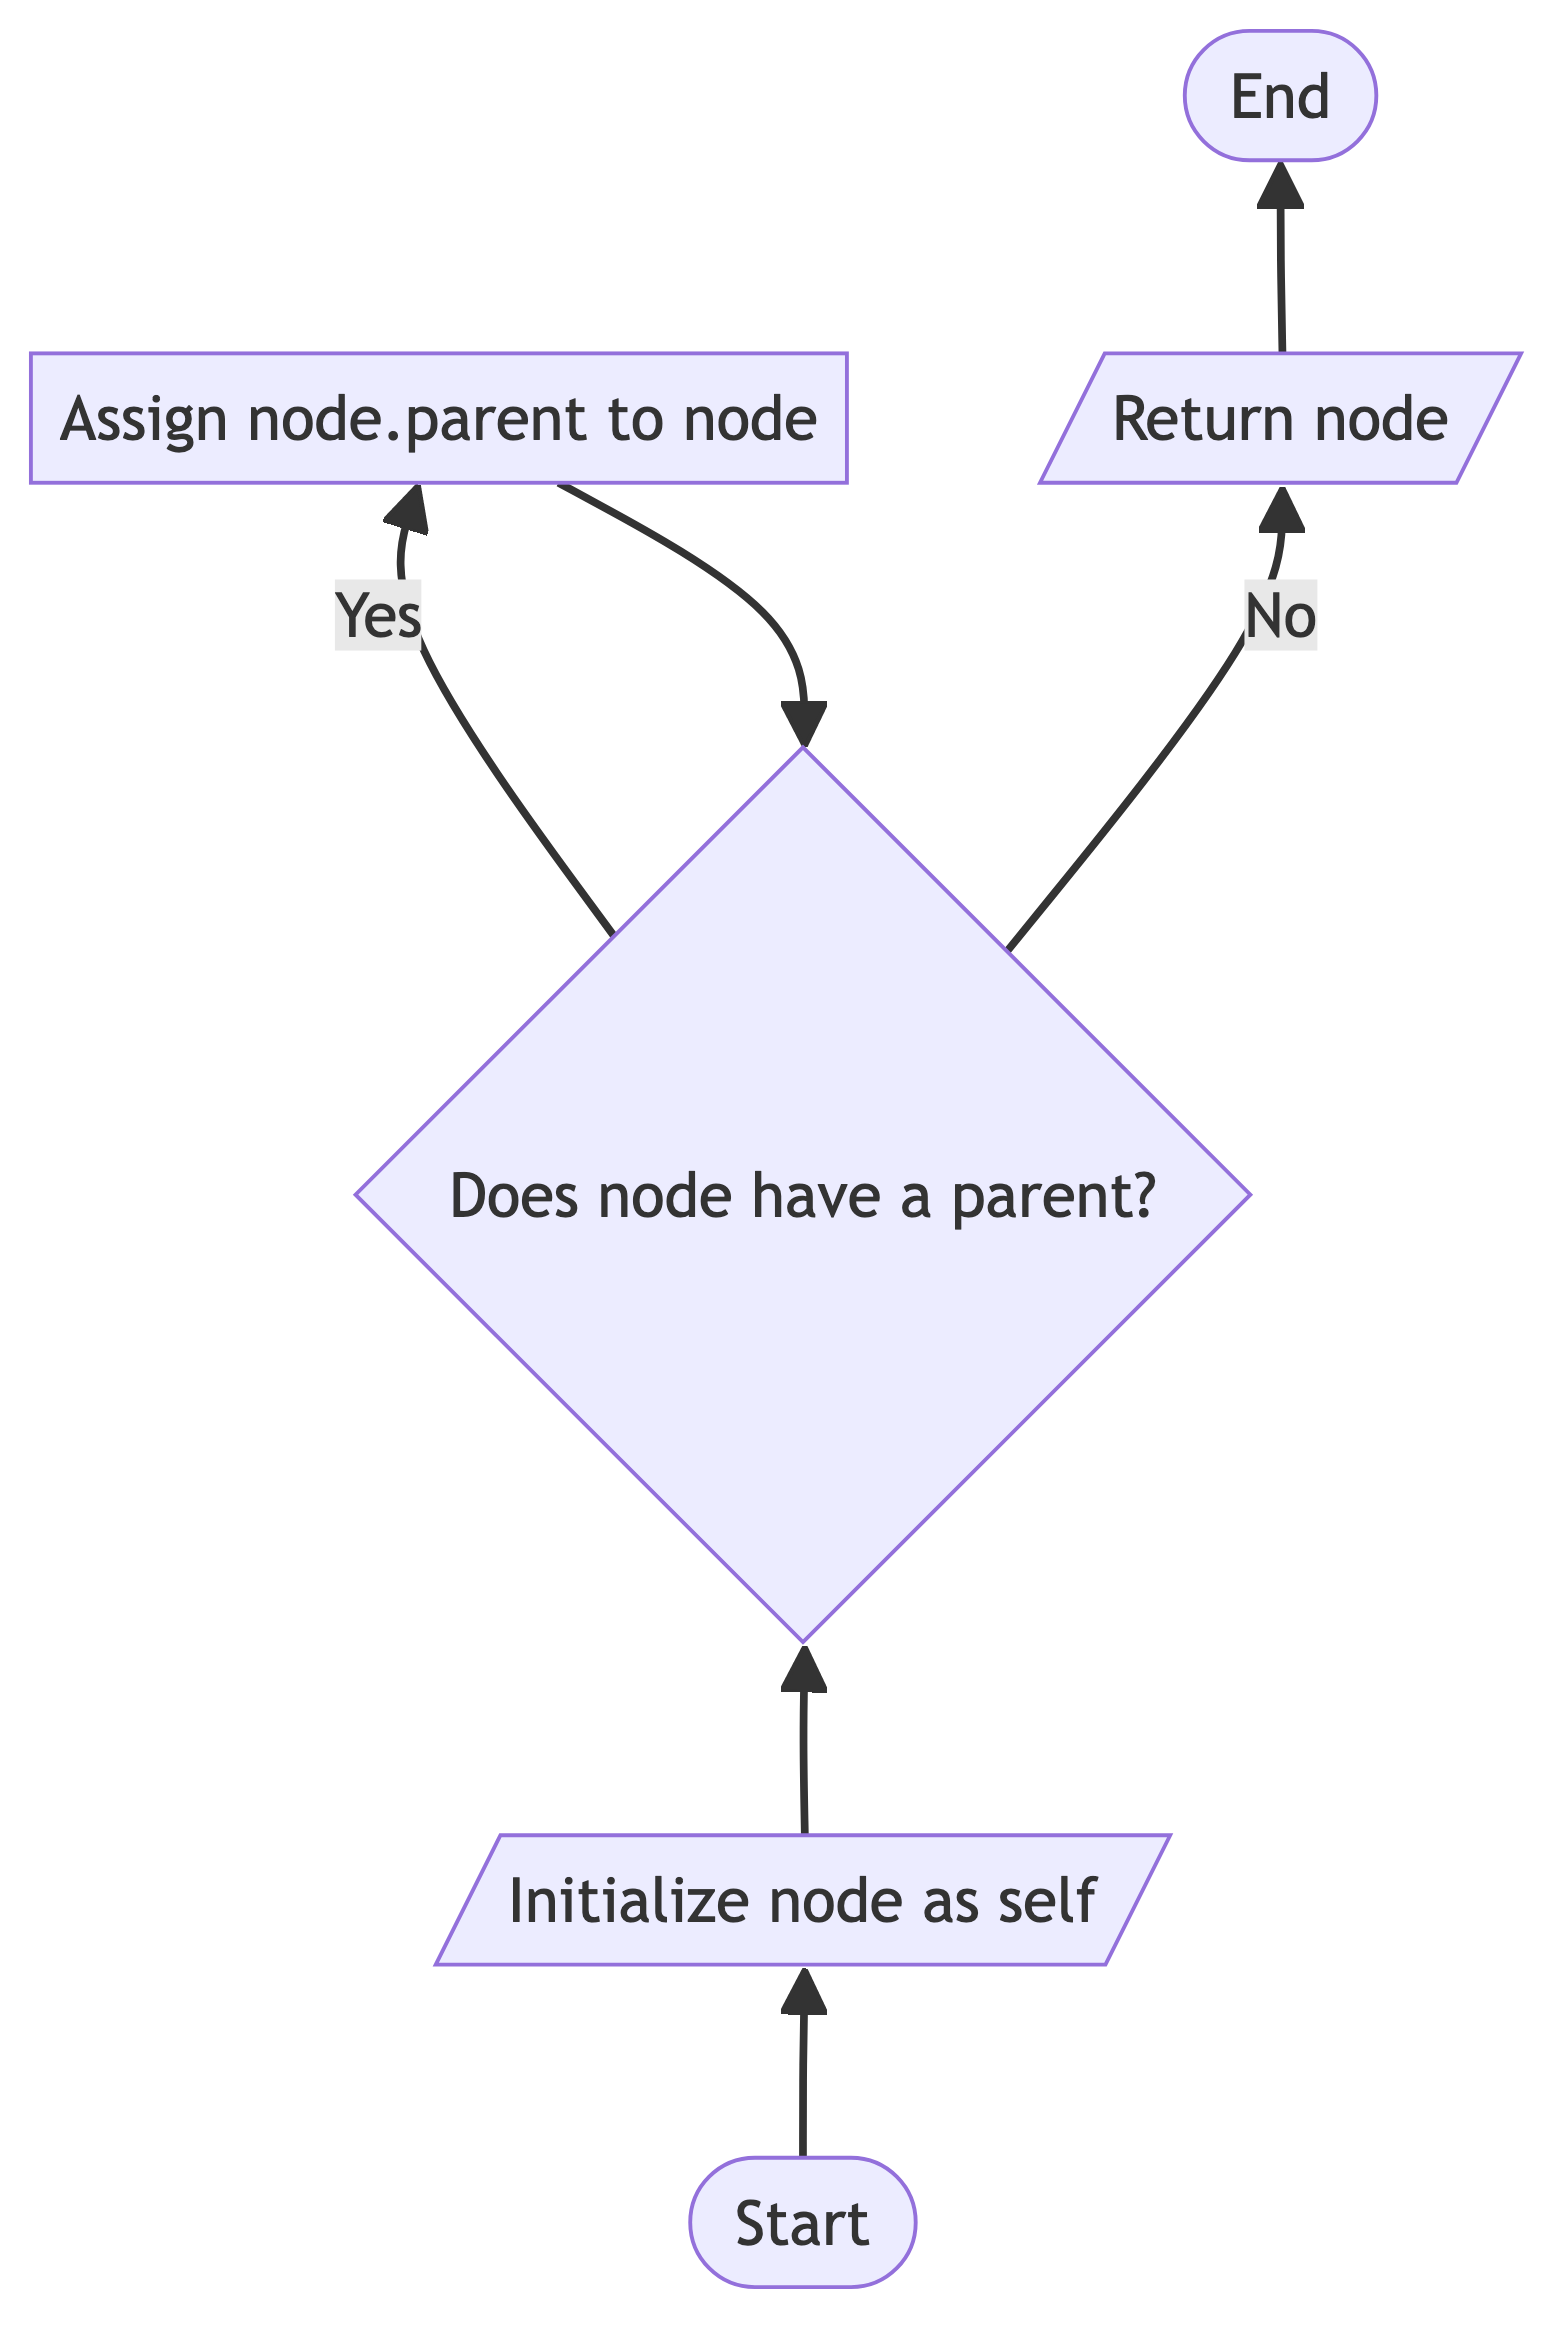 End
Assign node.parent to node
Return node
Yes
No
Does node have a parent?
Initialize node as self
Start